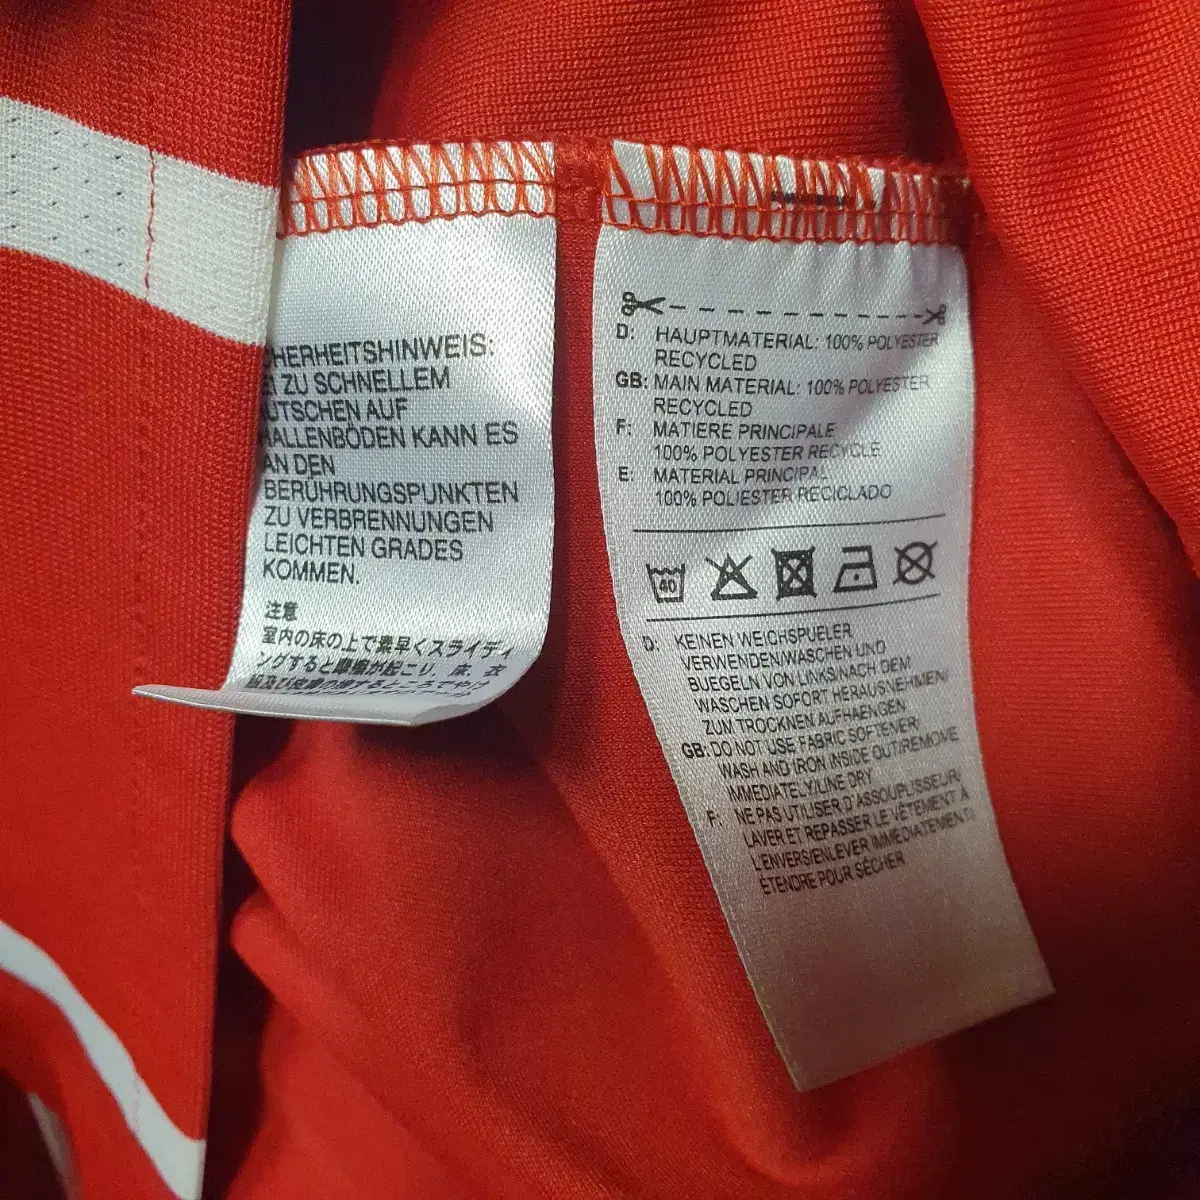 CHERHEITSHINWEIS:
EI ZU SCHNELLEM
UTSCHEN AUF
HALLENBÖDEN KANN ES
AN DEN
BERÜHRUNGSPUNKTEN
ZU VERBRENNUNGEN
LEICHTEN GRADES
KOMMEN.
注意
室内の床の上で素早くスライディ
ングすると摩擦が起こり、床、衣
D: HAUPTMATERIAL: 100% POLYESTER
RECYCLED
GB: MAIN MATERIAL: 100% POLYESTER
RECYCLED
F: MATIERE PRINCIPALE
100% POLYESTER RECYCLÉ
E: MATERIAL PRINCIPAL
100% POLIESTER RECICLADO
40
D: KEINEN WEICHSPUELER
VERWENDEN/WASCHEN UND
BUEGELN VON LINKS/NACH DEM
WASCHEN SOFORT HERAUSNEHMEN/
ZUM TROCKNEN AUFHAENGEN
GB: DO NOT USE FABRIC SOFTENER/
WASH AND IRON INSIDE OUT/REMOVE
IMMEDIATELY/LINE DRY
F: NE PAS UTILISER D'ASSOUPLISSEUR/
LAVER ET REPASSER LE VÊTEMENT À
L'ENVERS/ENLEVER IMMÉDIATEMENT/
ÉTENDRE POUR SÉCHER